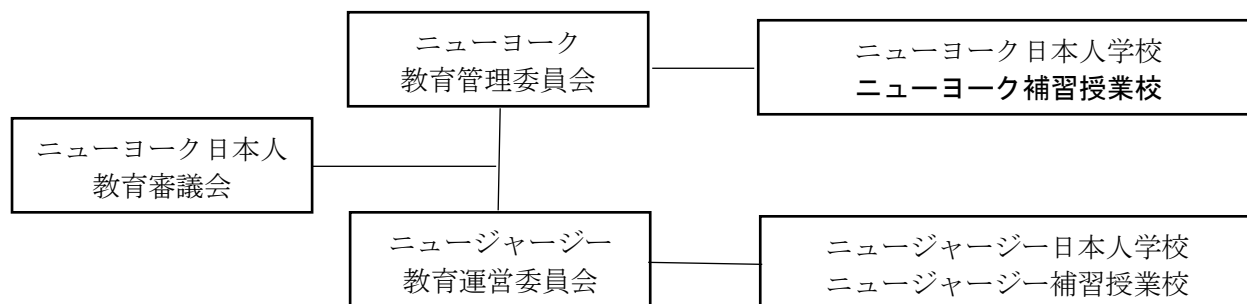 ニューヨーク
教育管理委員会
ニューヨーク日本人学校
ニューヨーク補習授業校
ニューヨーク日本人
教育審議会
ニュージャージー
教育運営委員会
ニュージャージー日本人学校
ニュージャージー補習授業校